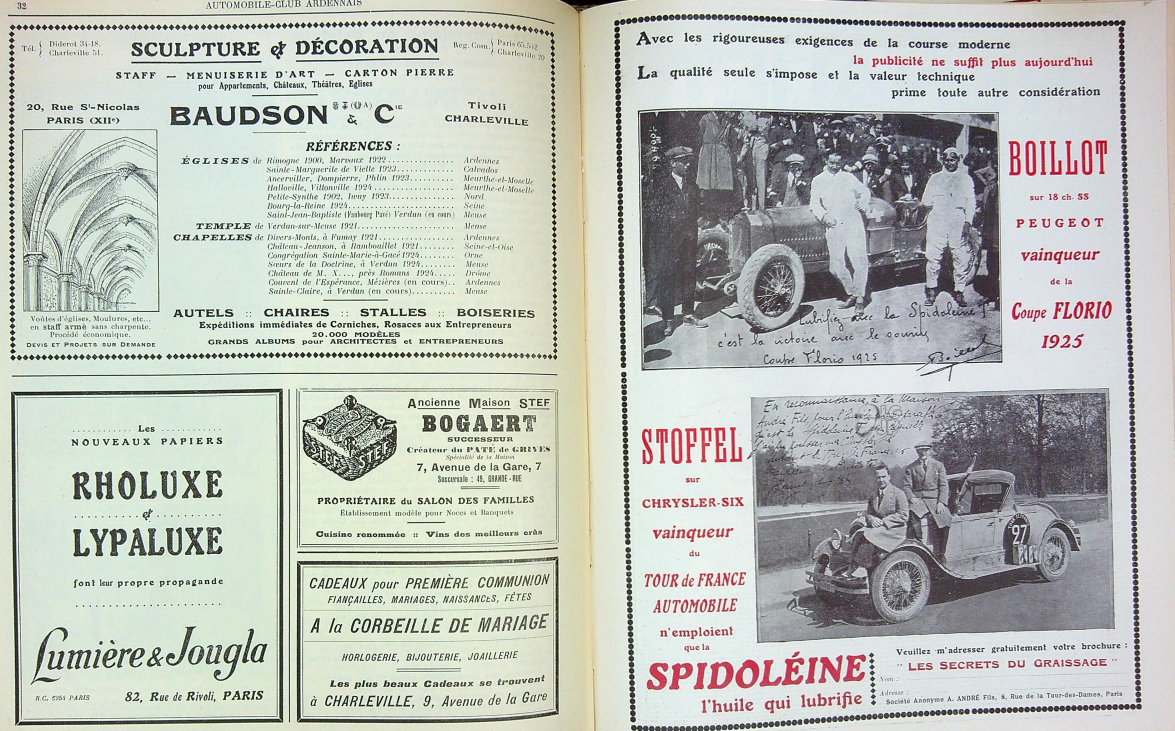 32
AUTOMOBILE-CLUB ARDENNAIS
Tél. { Diderot 34-18.
Charleville 51.
SCULPTURE & DÉCORATION
Reg. Com. { Paris 65.542
Charleville 20
STAFF — MENUISERIE D'ART — CARTON PIERRE
pour Appartements, Châteaux, Théâtres, Eglises
20, Rue St-Nicolas
PARIS (XIIe)
BAUDSON & Cie
Tivoli
CHARLEVILLE
RÉFÉRENCES :
ÉGLISES de Rimogne 1900, Marvaux 1922 Ardennes
Sainte-Marguerite de Vielle 1923 Calvados
Ancerviller, Dompierre, Phlin 1923 Meurthe-et-Moselle
Halloville, Vittonville 1924 Meurthe-et-Moselle
Petite-Synthe 1902, Iway 1923 Nord
Bourg-la-Reine 1924 Seine
Saint-Jean-Baptiste (Faubourg Pavé) Verdun (en cours) Meuse
TEMPLE de Verdun-sur-Meuse 1921 Meuse
CHAPELLES de Divers-Monts, à Fumay 1921 Ardennes
Château-Jeanson, à Rambouillet 1921 Seine-et-Oise
Congrégation Sainte-Marie-à-Gacé 1924 Orne
Sœurs de la Doctrine, à Verdun 1924 Meuse
Château de M. X..., près Romans 1924 Drôme
Couvent de l'Espérance, Mézières (en cours) Ardennes
Sainte-Claire, à Verdun (en cours) Meuse
Voûtes d'églises, Moulures, etc...
en staff armé sans charpente.
Procédé économique.
DEVIS ET PROJETS SUR DEMANDE
AUTELS :: CHAIRES :: STALLES :: BOISERIES
Expéditions immédiates de Corniches, Rosaces aux Entrepreneurs
20.000 MODÈLES
GRANDS ALBUMS pour ARCHITECTES et ENTREPRENEURS
Les
NOUVEAUX PAPIERS
RHOLUXE
et
LYPALUXE
font leur propre propagande
Lumière & Jougla
R.C. 5254 PARIS
82, Rue de Rivoli, PARIS
STEF STEF
Ancienne Maison STEF
BOGAERT
SUCCESSEUR
Créateur du PATÉ de GRIVES
Spécialité de la Maison
7, Avenue de la Gare, 7
Succursale : 49, GRANDE-RUE
PROPRIÉTAIRE du SALON DES FAMILLES
Établissement modèle pour Noces et Banquets
Cuisine renommée :: Vins des meilleurs crûs
CADEAUX pour PREMIÈRE COMMUNION
FIANÇAILLES, MARIAGES, NAISSANCES, FÊTES
A la CORBEILLE DE MARIAGE
HORLOGERIE, BIJOUTERIE, JOAILLERIE
Les plus beaux Cadeaux se trouvent
à CHARLEVILLE, 9, Avenue de la Gare
Avec les rigoureuses exigences de la course moderne
la publicité ne suffit plus aujourd'hui
La qualité seule s'impose et la valeur technique
prime toute autre considération
Lubrifiez avec la Spidoleine !
c'est la victoire avec le sourire
Coupe Florio 1925
BOILLOT
sur 18 ch. SS
PEUGEOT
vainqueur
de la
Coupe FLORIO
1925
En reconnaissance à la Maison
27
STOFFEL
sur
CHRYSLER-SIX
vainqueur
du
TOUR de FRANCE
AUTOMOBILE
n'emploient
que la
SPIDOLÉINE
l'huile qui lubrifie
Veuillez m'adresser gratuitement votre brochure :
" LES SECRETS DU GRAISSAGE "
Nom :
Adresse :
Société Anonyme A. ANDRÉ Fils, 8, Rue de la Tour-des-Dames, Paris